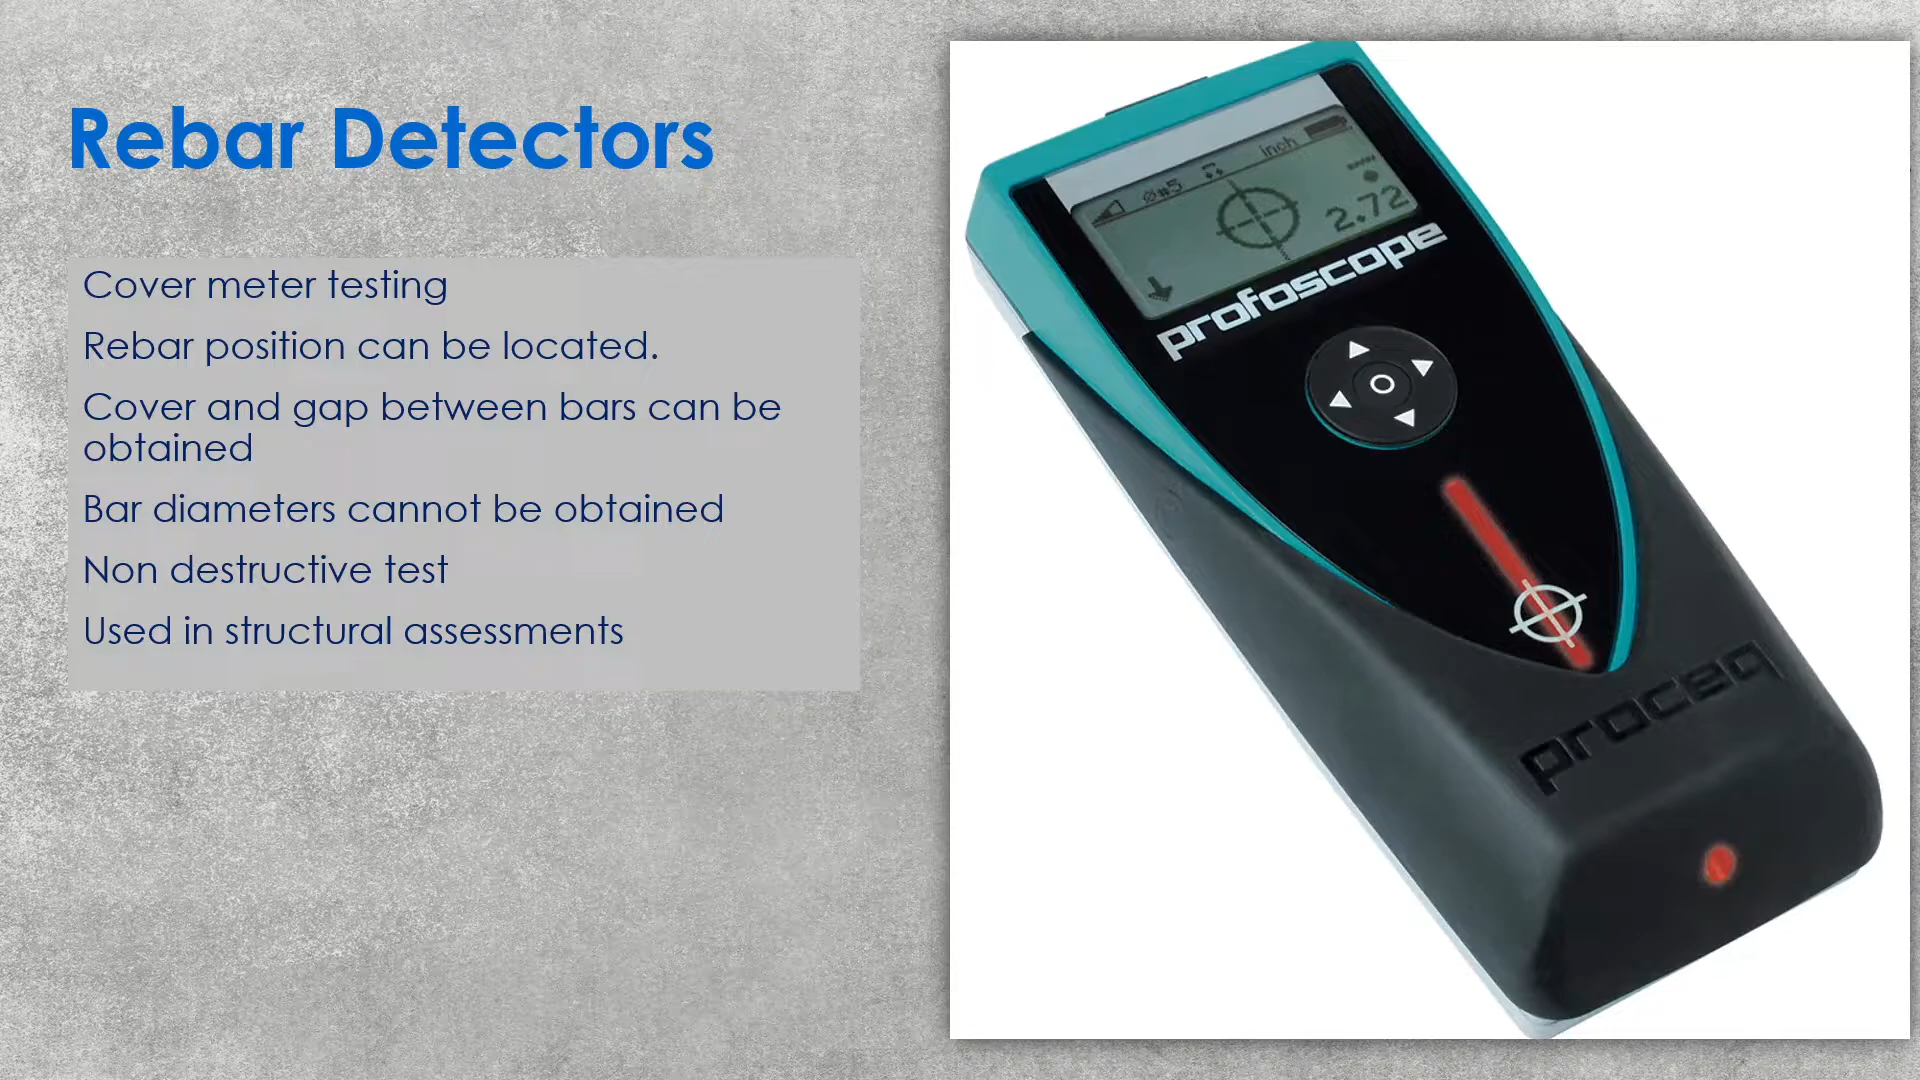 Rebar Detectors
Cover meter testing
Rebar position can be located.
Cover and gap between bars can be
obtained
Bar diameters cannot be obtained
Non destructive test
Used in structural assessments
inch
Ø#5
2.72
profoscope
proceq